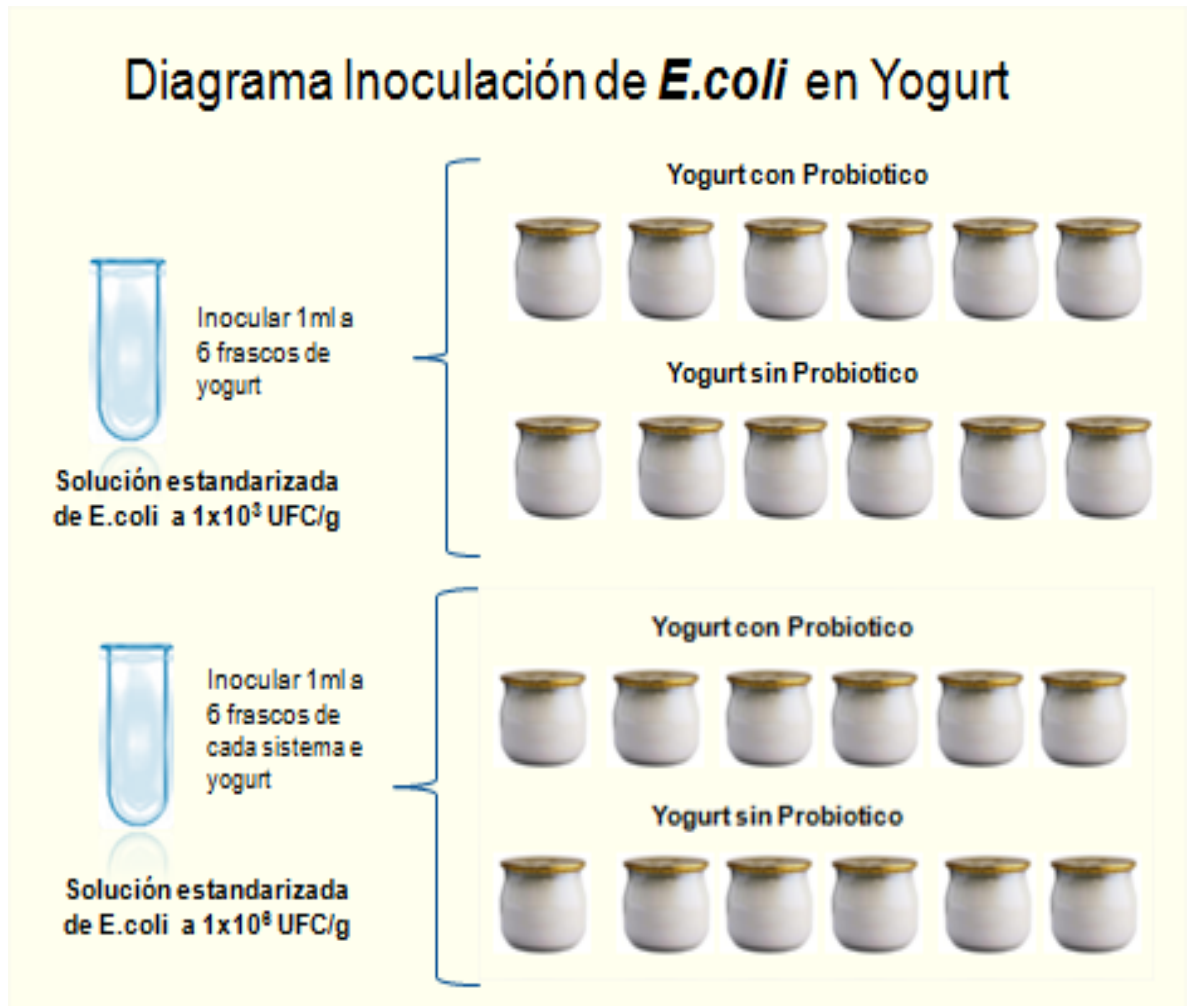 Diagrama Inoculación de E.coli en Yogurt
Yogurt con Probiotico
Inocular 1ml a
6 frascos de
yogurt
Yogurt sin Probiotico
Solución estandarizada
de E.coli a 1x10³ UFC/g
Yogurt con Probiotico
Inocular 1ml a
6 frascos de
cada sistema e
yogurt
Yogurt sin Probiotico
Solución estandarizada
de E.coli a 1x10⁶ UFC/g